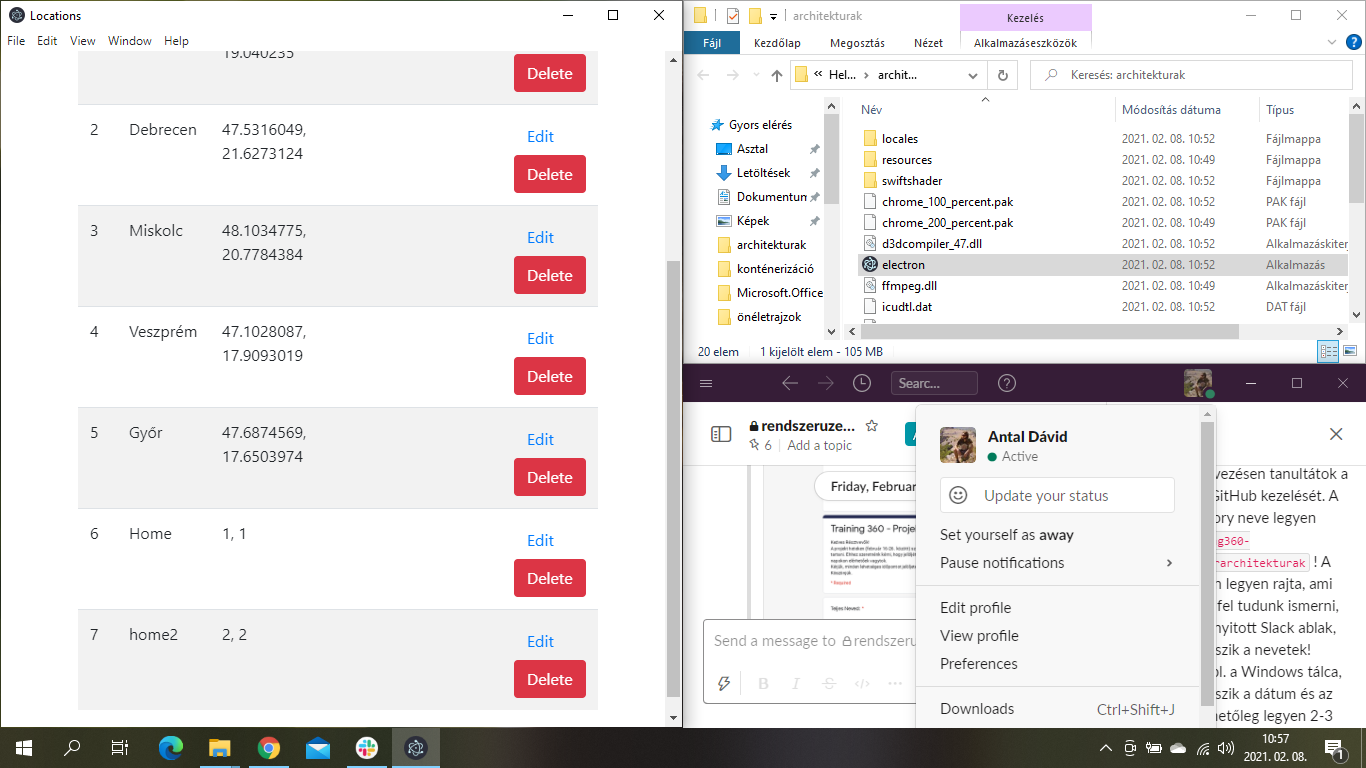 Locations
File Edit View Window Help
19.040235
Delete
2 Debrecen 47.5316049, Edit
21.6273124
Delete
3 Miskolc 48.1034775, Edit
20.7784384
Delete
4 Veszprém 47.1028087, Edit
17.9093019
Delete
5 Győr 47.6874569, Edit
17.6503974
Delete
6 Home 1, 1 Edit
Delete
7 home2 2, 2 Edit
Delete
architekturak
Kezelés
Fájl Kezdőlap Megosztás Nézet Alkalmazáseszközök
« Hel... › archit... Keresés: architekturak
Gyors elérés
Asztal
Letöltések
Dokumentum
Képek
architekturak
konténerizáció
Microsoft.Office
önéletrajzok
Név Módosítás dátuma Típus
locales 2021. 02. 08. 10:52 Fájlmappa
resources 2021. 02. 08. 10:49 Fájlmappa
swiftshader 2021. 02. 08. 10:52 Fájlmappa
chrome_100_percent.pak 2021. 02. 08. 10:52 PAK fájl
chrome_200_percent.pak 2021. 02. 08. 10:49 PAK fájl
d3dcompiler_47.dll 2021. 02. 08. 10:52 Alkalmazáskiter
electron 2021. 02. 08. 10:52 Alkalmazás
ffmpeg.dll 2021. 02. 08. 10:49 Alkalmazáskiter
icudtl.dat 2021. 02. 08. 10:52 DAT fájl
20 elem 1 kijelölt elem - 105 MB
Searc...
rendszeruze...
6 | Add a topic
Friday, Februar
Training 360 - Projek
* Required
Teljes Neved: *
Send a message to rendszeru
Antal Dávid
Active
Update your status
Set yourself as away
Pause notifications
Edit profile
View profile
Preferences
Downloads Ctrl+Shift+J
vezésen tanultátok a
GitHub kezelését. A
ory neve legyen
g360-
rarchitekturak ! A
n legyen rajta, ami
fel tudunk ismerni,
nyitott Slack ablak,
szik a nevetek!
ol. a Windows tálca,
szik a dátum és az
hetőleg legyen 2-3
10:57
2021. 02. 08.
1